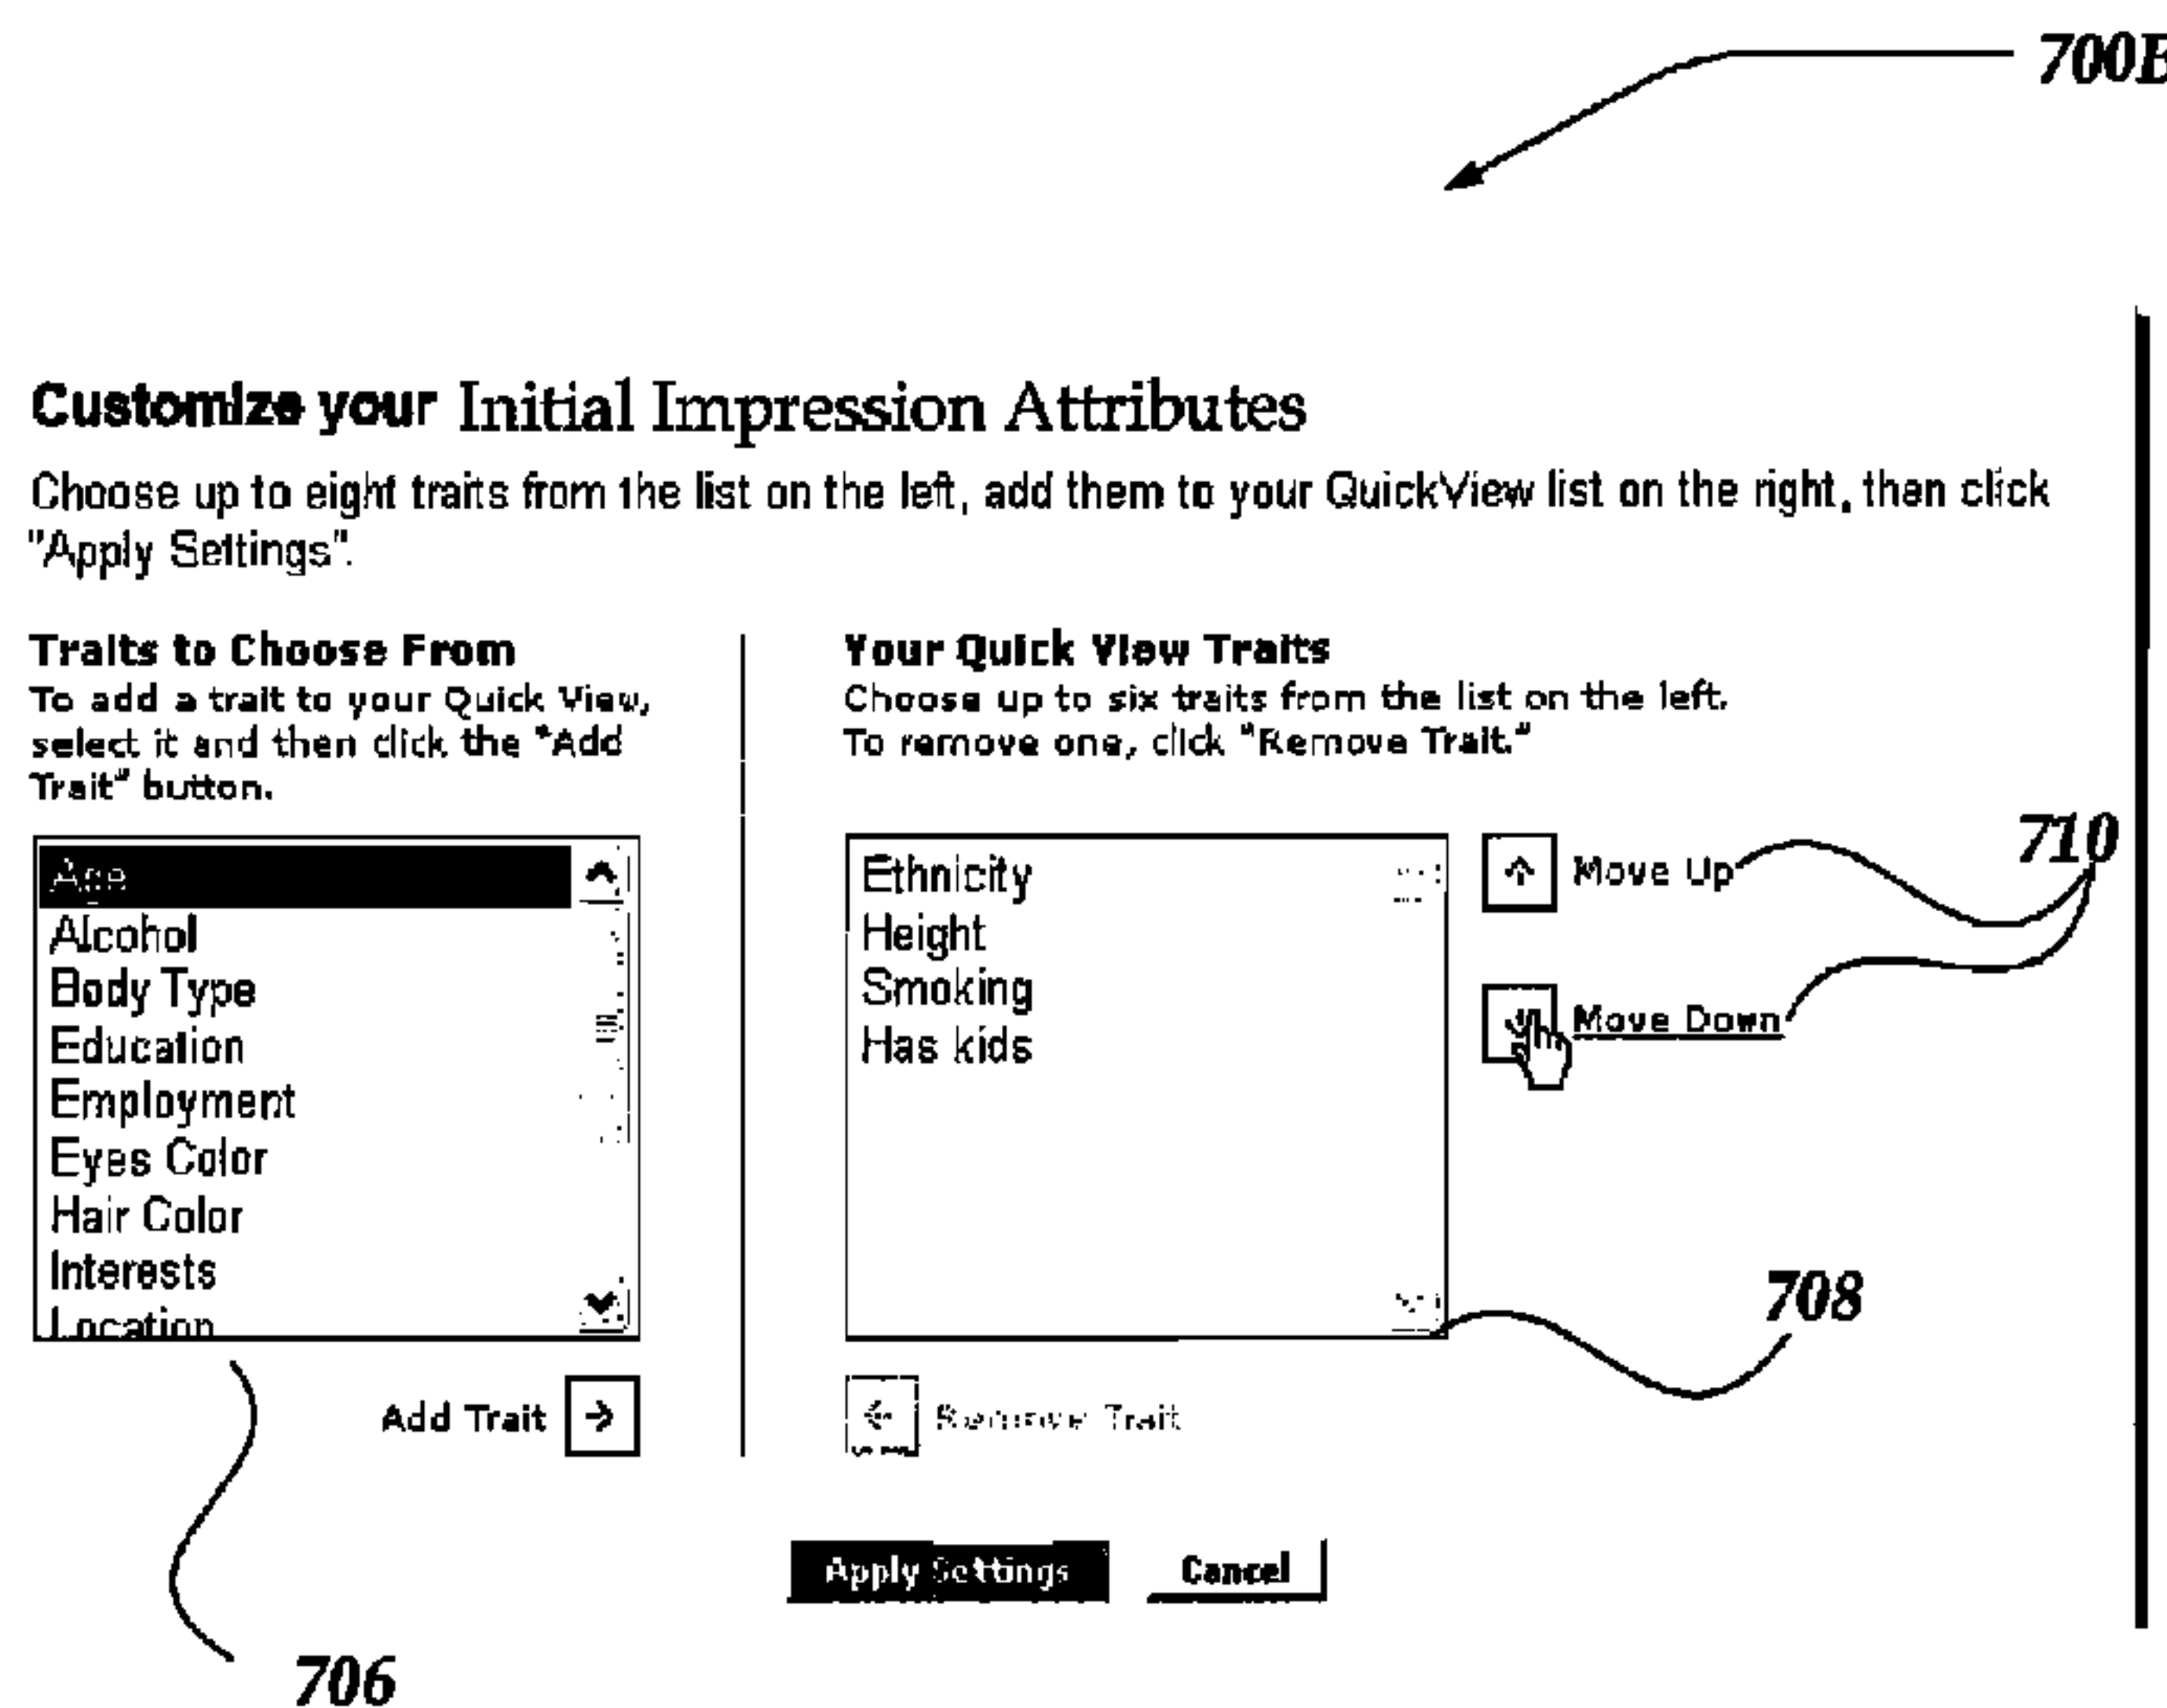 700B
Customize your Initial Impression Attributes
Choose up to eight traits from the list on the left, add them to your QuickView list on the right, then click
"Apply Settings".
Traits to Choose From
To add a trait to your Quick View,
select it and then click the "Add
Trait" button.
Age
Alcohol
Body Type
Education
Employment
Eyes Color
Hair Color
Interests
Location
Add Trait
706
Your Quick View Traits
Choose up to six traits from the list on the left.
To remove one, click "Remove Trait."
Ethnicity
Height
Smoking
Has kids
Move Up
Move Down
710
708
Remove Trait
Apply Settings
Cancel